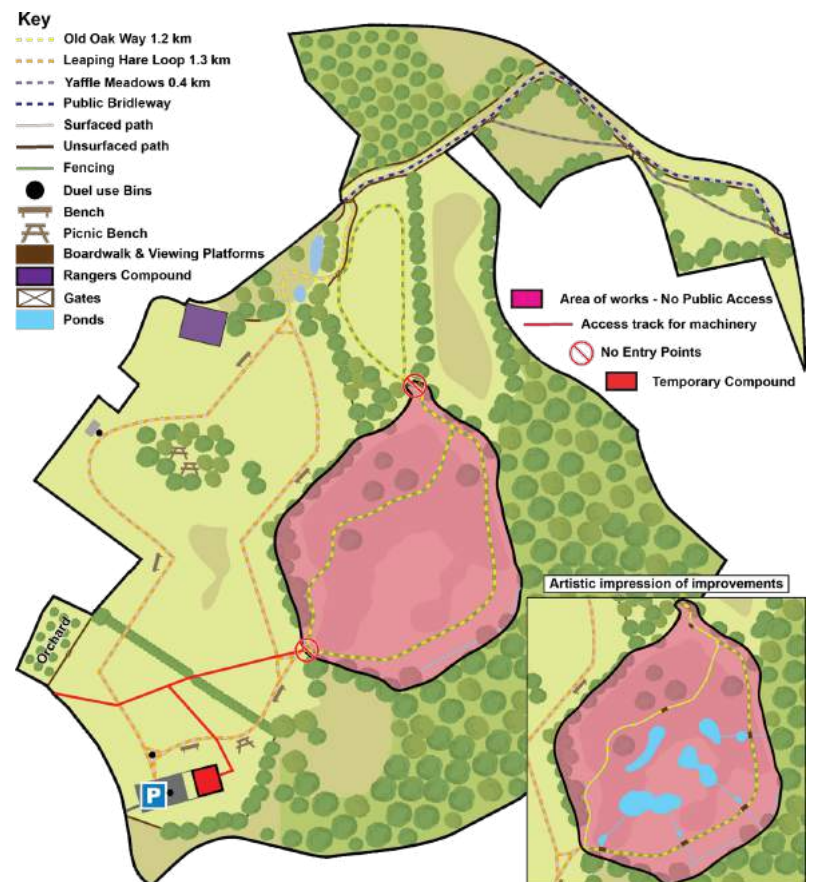 Key
Old Oak Way 1.2 km
Leaping Hare Loop 1.3 km
Yaffle Meadows 0.4 km
Public Bridleway
Surfaced path
Unsurfaced path
Fencing
Duel use Bins
Bench
Picnic Bench
Boardwalk & Viewing Platforms
Rangers Compound
Gates
Ponds
Area of works - No Public Access
Access track for machinery
No Entry Points
Temporary Compound
Artistic impression of improvements
Orchard
P